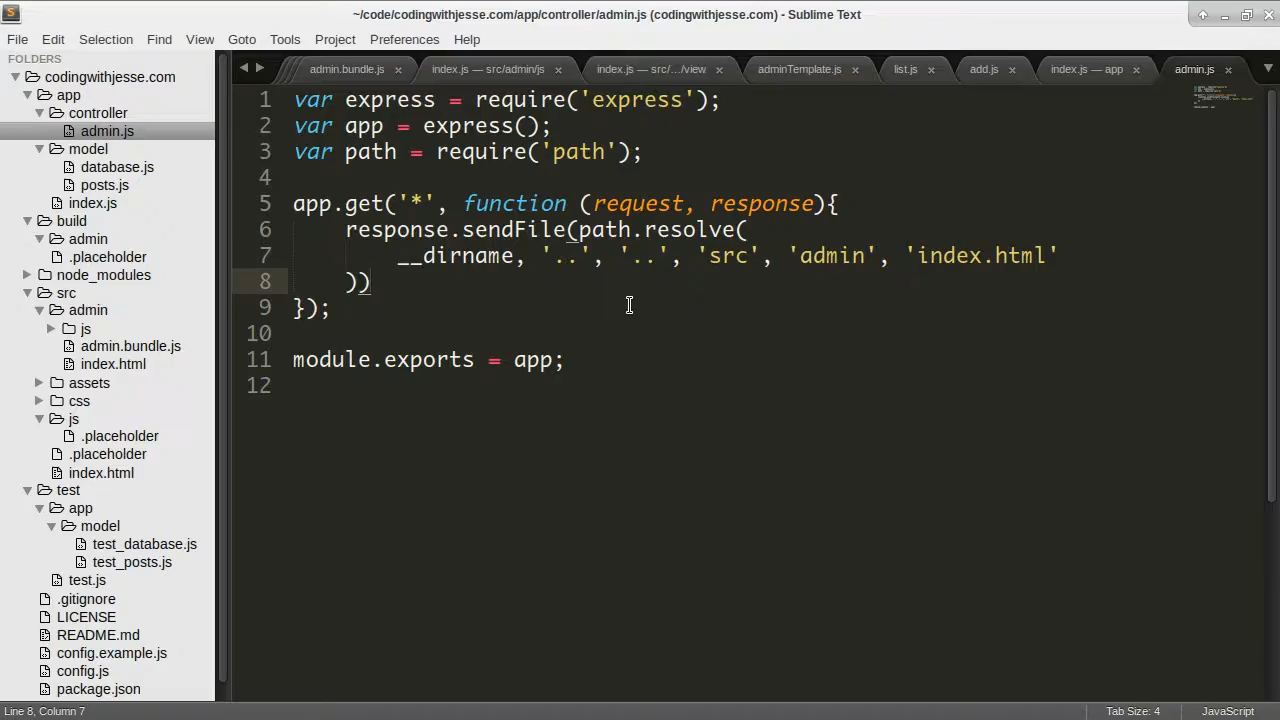 ~/code/codingwithjesse.com/app/controller/admin.js (codingwithjesse.com) - Sublime Text
File Edit Selection Find View Goto Tools Project Preferences Help
FOLDERS
codingwithjesse.com
app
controller
admin.js
model
database.js
posts.js
index.js
build
admin
.placeholder
node_modules
src
admin
js
admin.bundle.js
index.html
assets
css
js
.placeholder
.placeholder
index.html
test
app
model
test_database.js
test_posts.js
test.js
.gitignore
LICENSE
README.md
config.example.js
config.js
package.json
admin.bundle.js index.js — src/admin/js index.js — src/…/view adminTemplate.js list.js add.js index.js — app admin.js
1 var express = require('express');
2 var app = express();
3 var path = require('path');
4
5 app.get('*', function (request, response){
6     response.sendFile(path.resolve(
7         __dirname, '..', '..', 'src', 'admin', 'index.html'
8     ))
9 });
10
11 module.exports = app;
12
Line 8, Column 7 Tab Size: 4 JavaScript